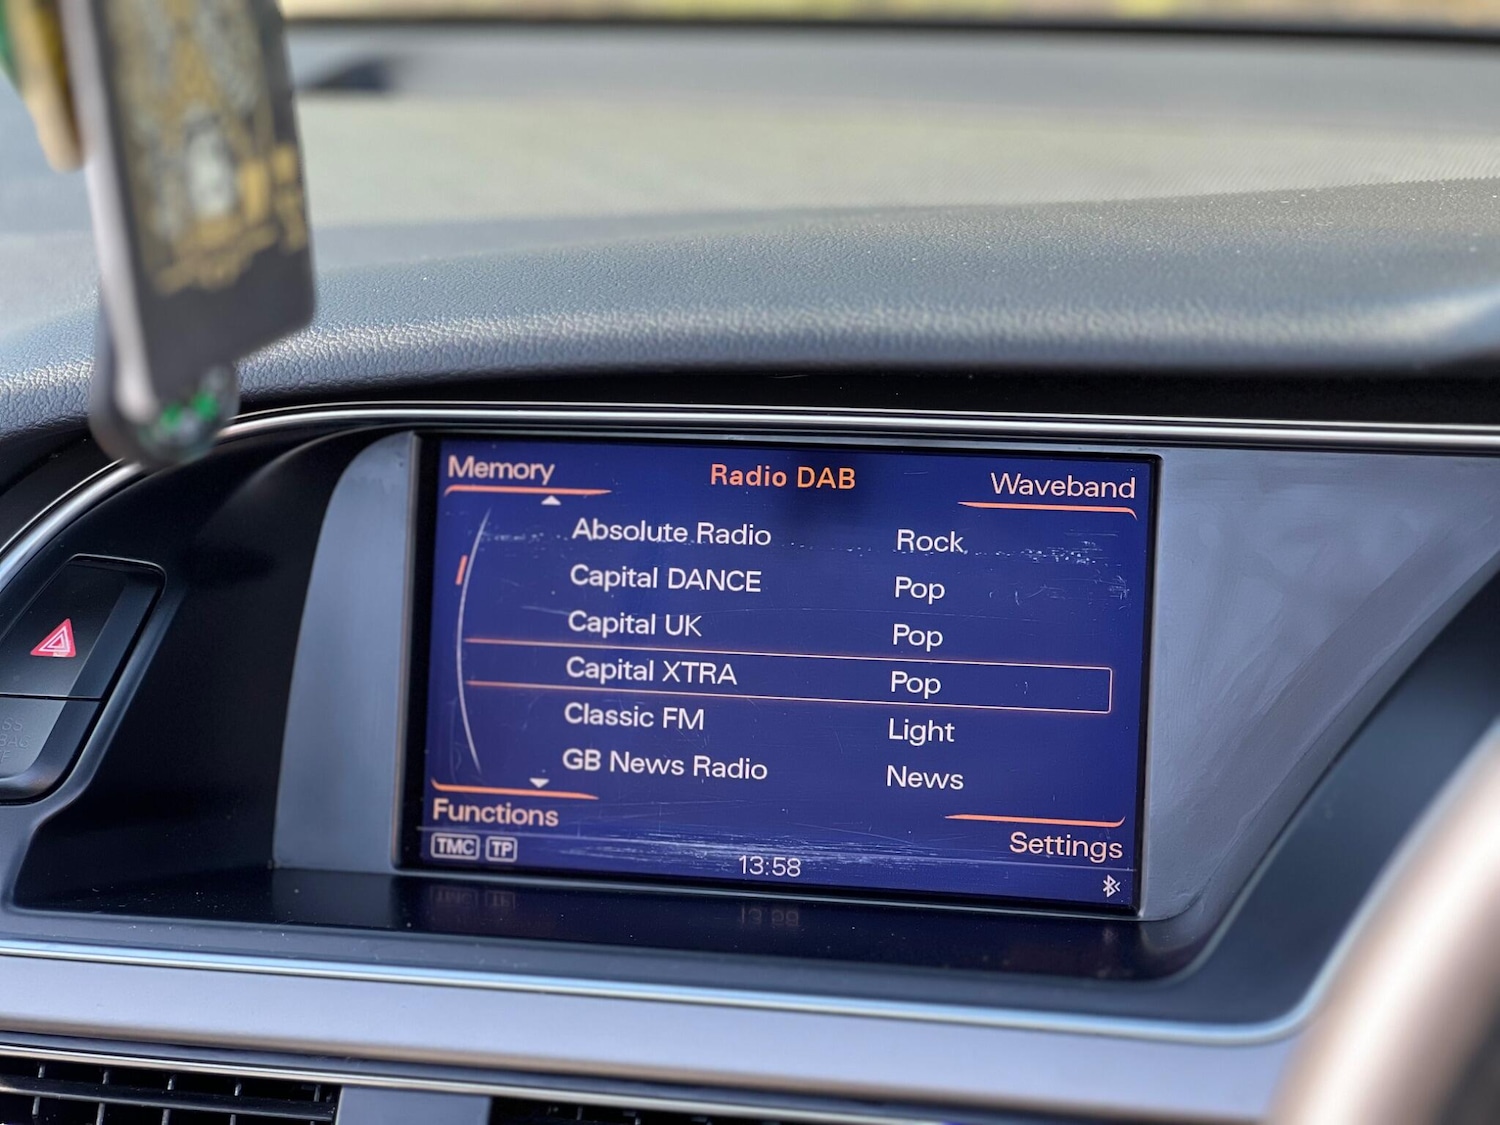 Memory Radio DAB Waveband
Absolute Radio Rock
Capital DANCE Pop
Capital UK Pop
Capital XTRA Pop
Classic FM Light
GB News Radio News
Functions Settings
TMC TP 13:58